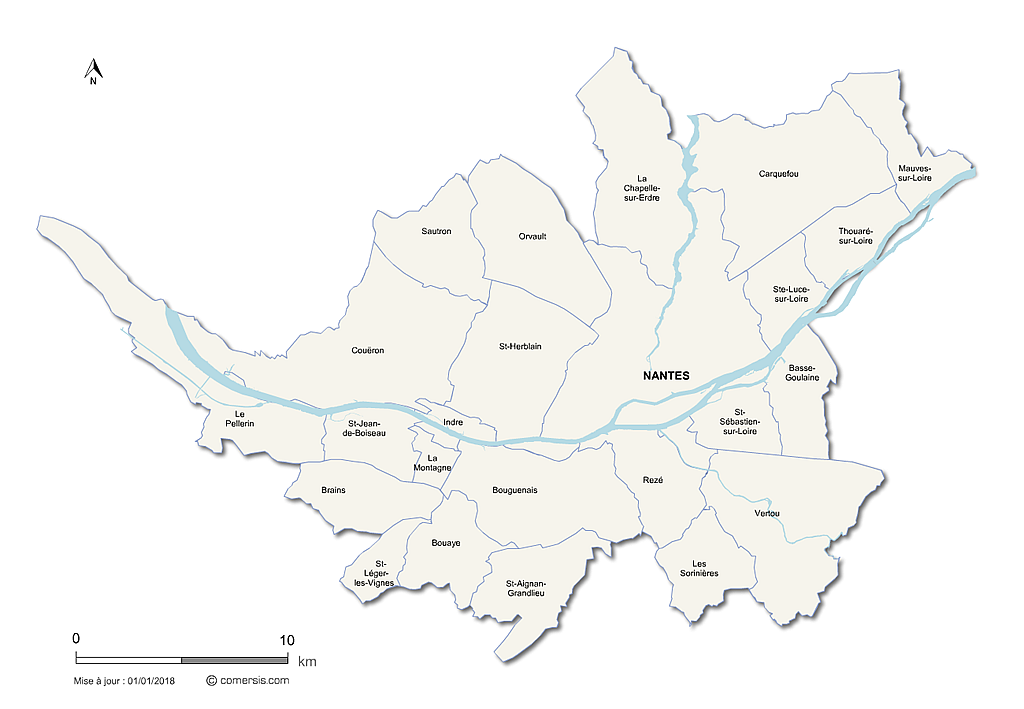 N
Mauves-
sur-Loire
Carquefou
La
Chapelle-
sur-Erdre
Sautron
Orvault
Thouaré-
sur-Loire
Ste-Luce-
sur-Loire
Couëron
St-Herblain
NANTES
Basse-
Goulaine
Le
Pellerin
St-Jean-
de-Boiseau
Indre
St-
Sébastien-
sur-Loire
La
Montagne
Brains
Bouguenais
Rezé
Vertou
Bouaye
St-
Léger-
les-Vignes
St-Aignan-
Grandlieu
Les
Sorinières
0 10
km
Mise à jour : 01/01/2018 © comersis.com